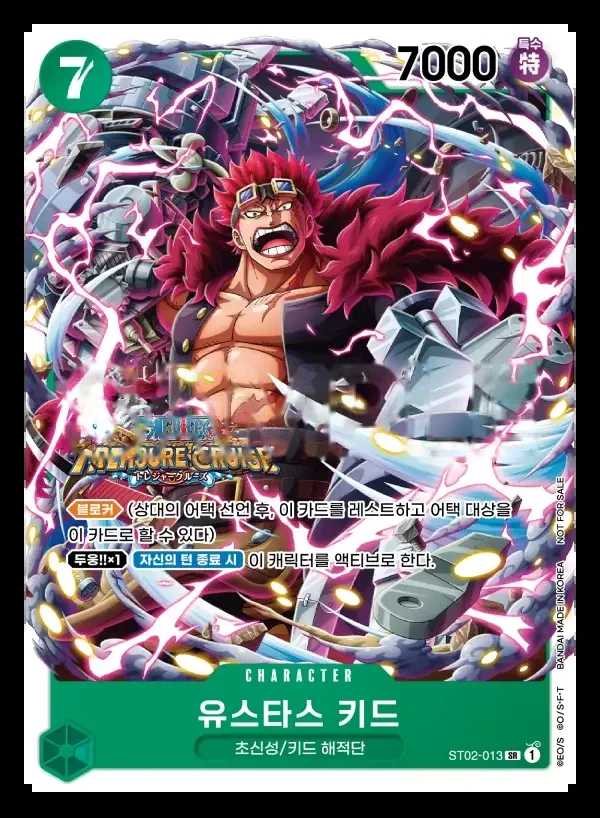 7
7000
특수
特
ONE PIECE
TREASURE CRUISE
トレジャークルーズ
블로커 (상대의 어택 선언 후, 이 카드를 레스트하고 어택 대상을
이 카드로 할 수 있다)
두웅!!×1 자신의 턴 종료 시 이 캐릭터를 액티브로 한다.
CHARACTER
유스타스 키드
초신성/키드 해적단
ST02-013 SR 1
©EO/S ©O/S·F·T BANDAI MADE IN KOREA NOT FOR SALE